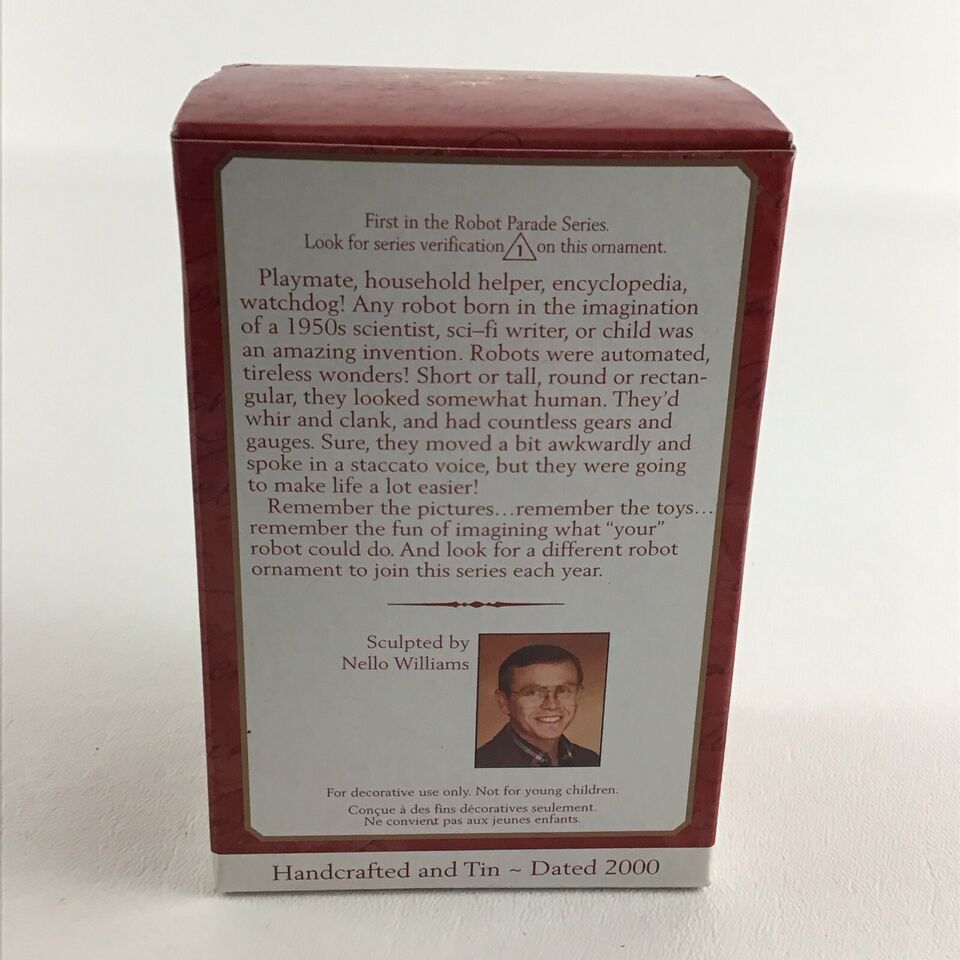 First in the Robot Parade Series.
Look for series verification 1 on this ornament.
Playmate, household helper, encyclopedia,
watchdog! Any robot born in the imagination
of a 1950s scientist, sci–fi writer, or child was
an amazing invention. Robots were automated,
tireless wonders! Short or tall, round or rectan-
gular, they looked somewhat human. They'd
whir and clank, and had countless gears and
gauges. Sure, they moved a bit awkwardly and
spoke in a staccato voice, but they were going
to make life a lot easier!
Remember the pictures...remember the toys...
remember the fun of imagining what "your"
robot could do. And look for a different robot
ornament to join this series each year.
Sculpted by
Nello Williams
For decorative use only. Not for young children.
Conçue à des fins décoratives seulement.
Ne convient pas aux jeunes enfants.
Handcrafted and Tin ~ Dated 2000